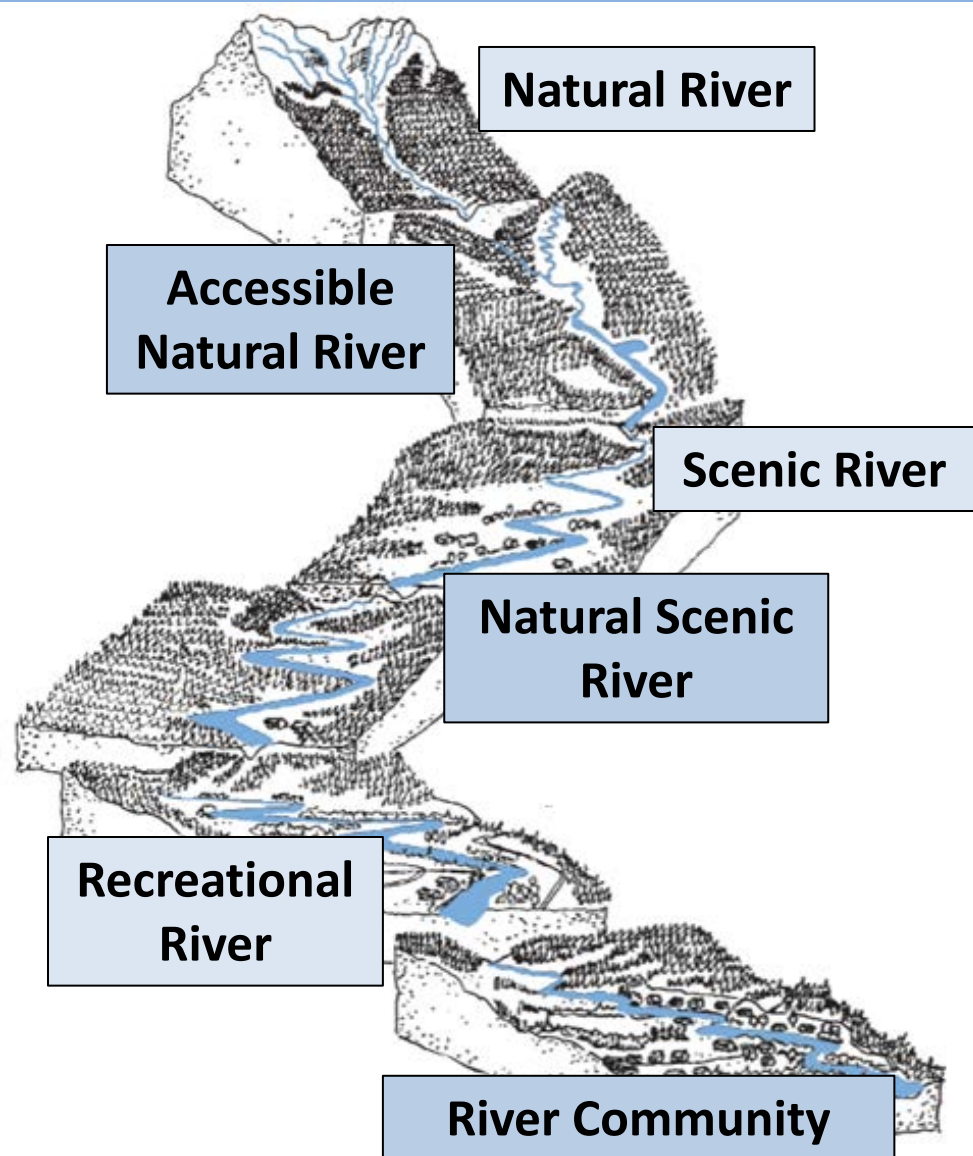 Natural River
Accessible
Natural River
Scenic River
Natural Scenic
River
Recreational
River
River Community